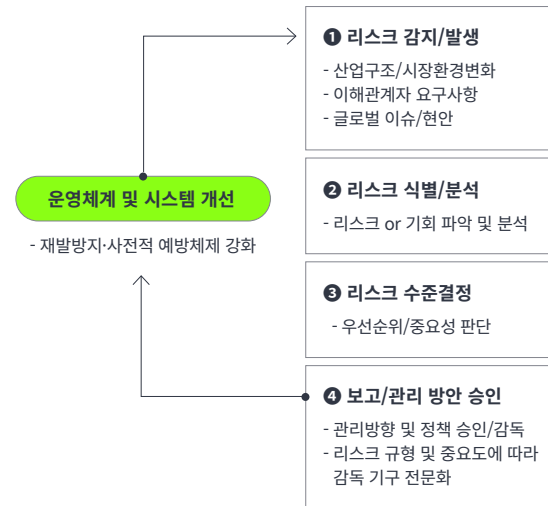 ❶ 리스크 감지/발생
- 산업구조/시장환경변화
- 이해관계자 요구사항
- 글로벌 이슈/현안
❷ 리스크 식별/분석
- 리스크 or 기회 파악 및 분석
❸ 리스크 수준결정
- 우선순위/중요성 판단
❹ 보고/관리 방안 승인
- 관리방향 및 정책 승인/감독
- 리스크 규형 및 중요도에 따라
감독 기구 전문화
운영체계 및 시스템 개선
- 재발방지·사전적 예방체제 강화